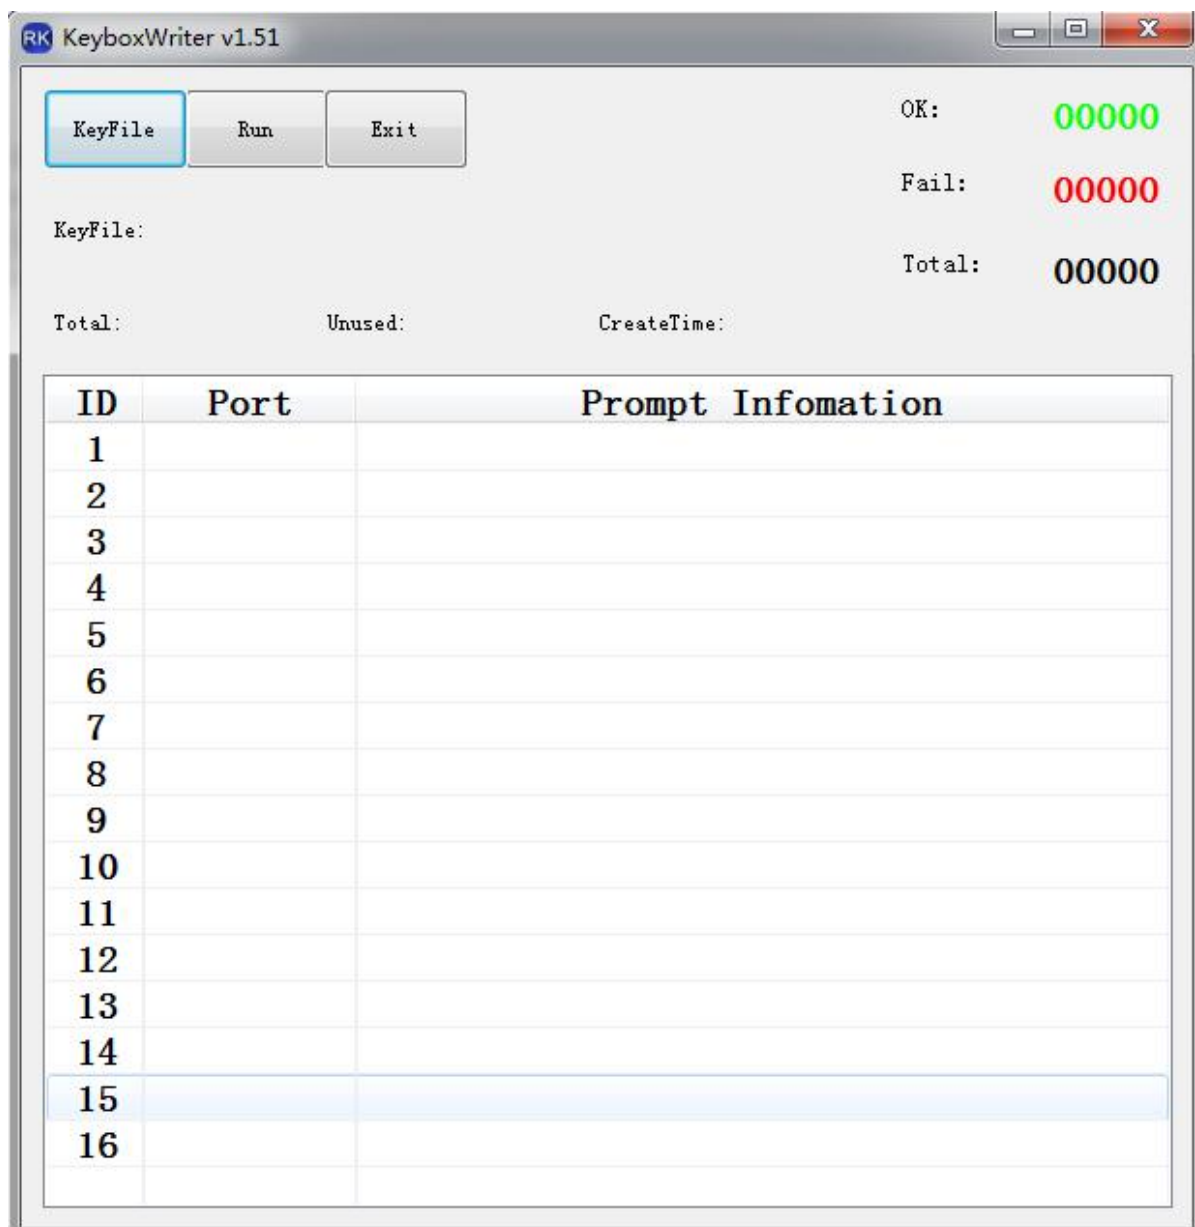 RK KeyboxWriter v1.51
KeyFile Run Exit
OK: 00000
Fail: 00000
KeyFile:
Total: 00000
Total: Unused: CreateTime:
ID Port Prompt Infomation
1
2
3
4
5
6
7
8
9
10
11
12
13
14
15
16